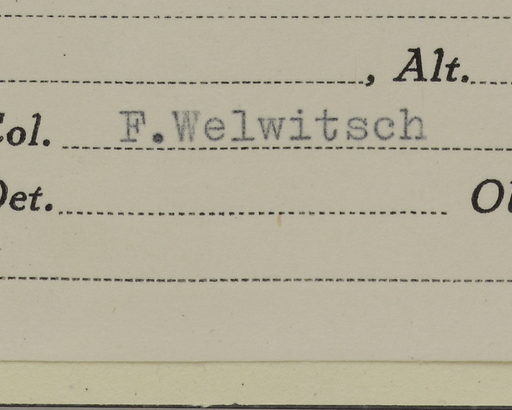 , Alt.
Col. F.Welwitsch
Det.